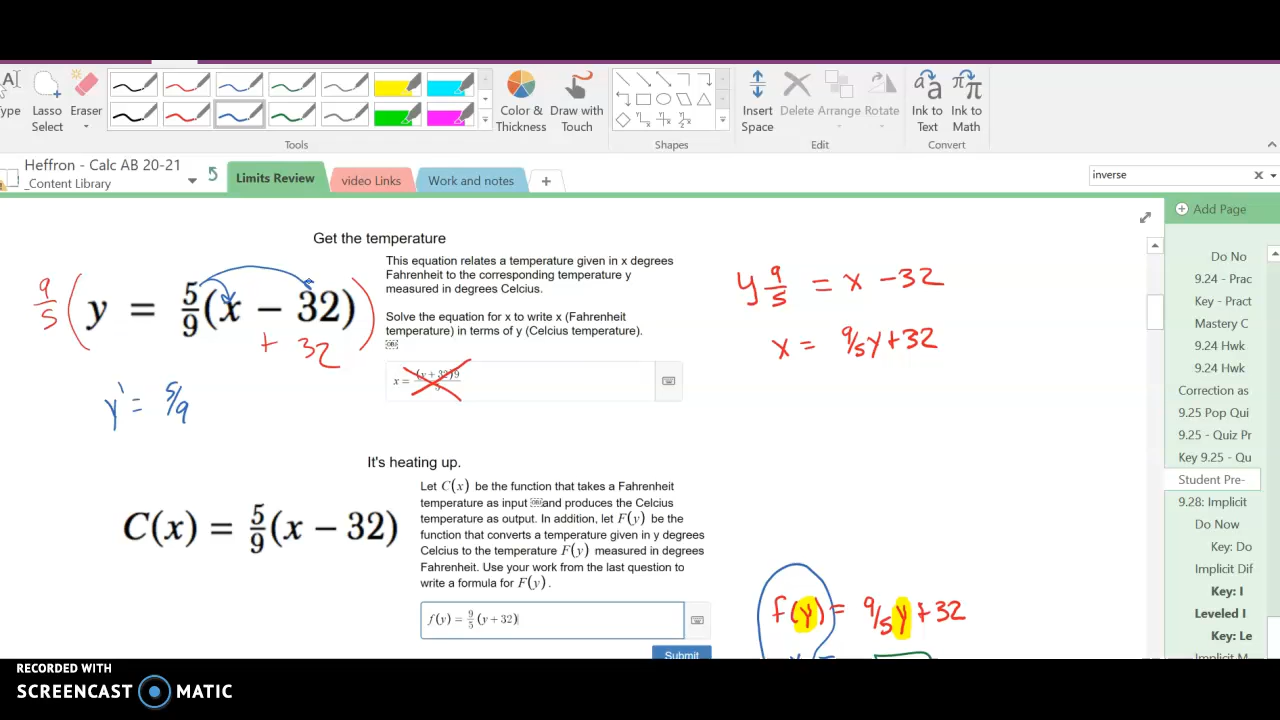 Type
Lasso Select
Eraser
Color & Thickness
Draw with Touch
Insert Space
Delete
Arrange
Rotate
Ink to Text
Ink to Math
Tools
Shapes
Edit
Convert
Heffron - Calc AB 20-21
_Content Library
Limits Review
video Links
Work and notes
+
inverse
Add Page
Get the temperature
This equation relates a temperature given in x degrees
Fahrenheit to the corresponding temperature y
measured in degrees Celcius.
Solve the equation for x to write x (Fahrenheit
temperature) in terms of y (Celcius temperature).
9/5 ( y = 5/9(x − 32) )
+ 32
x = (y + 32)9/5
y' = 5/9
y 9/5 = x - 32
x = 9/5y + 32
It's heating up.
Let C(x) be the function that takes a Fahrenheit
temperature as input and produces the Celcius
temperature as output. In addition, let F(y) be the
function that converts a temperature given in y degrees
Celcius to the temperature F(y) measured in degrees
Fahrenheit. Use your work from the last question to
write a formula for F(y).
C(x) = 5/9(x − 32)
f(y) = 9/5 (y + 32)
Submit
f(y) = 9/5y + 32
Do No
9.24 - Prac
Key - Pract
Mastery C
9.24 Hwk
Key - 9.24 Hwk
Correction as
9.25 Pop Qui
9.25 - Quiz Pr
Key 9.25 - Qu
Student Pre-
9.28: Implicit
Do Now
Key: Do
Implicit Dif
Key: I
Leveled I
Key: Le
Implicit M
RECORDED WITH
SCREENCAST MATIC